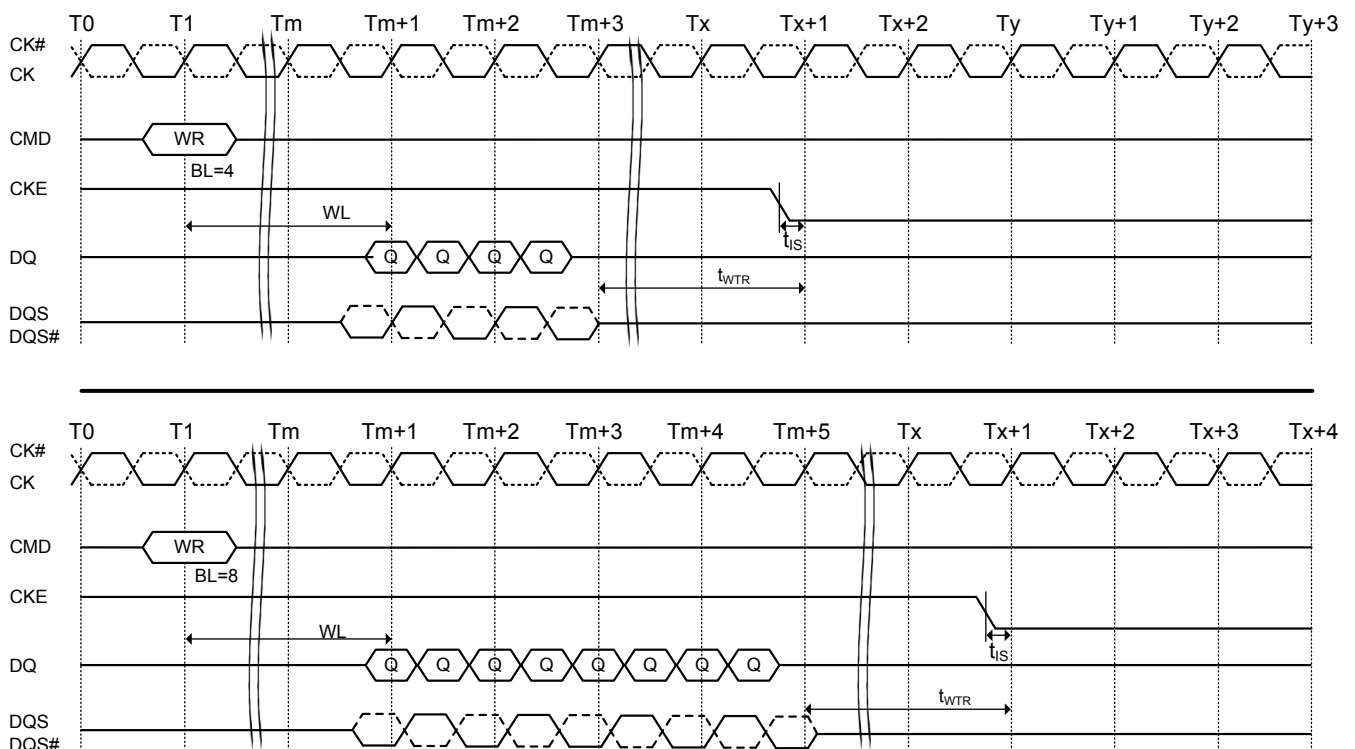 T0 T1 Tm Tm+1 Tm+2 Tm+3 Tx Tx+1 Tx+2 Ty Ty+1 Ty+2 Ty+3
CK#
CK
CMD WR
BL=4
CKE
WL
tIS
DQ Q Q Q Q
tWTR
DQS
DQS#
T0 T1 Tm Tm+1 Tm+2 Tm+3 Tm+4 Tm+5 Tx Tx+1 Tx+2 Tx+3 Tx+4
CK#
CK
CMD WR
BL=8
CKE
WL
tIS
DQ Q Q Q Q Q Q Q Q
tWTR
DQS
DQS#